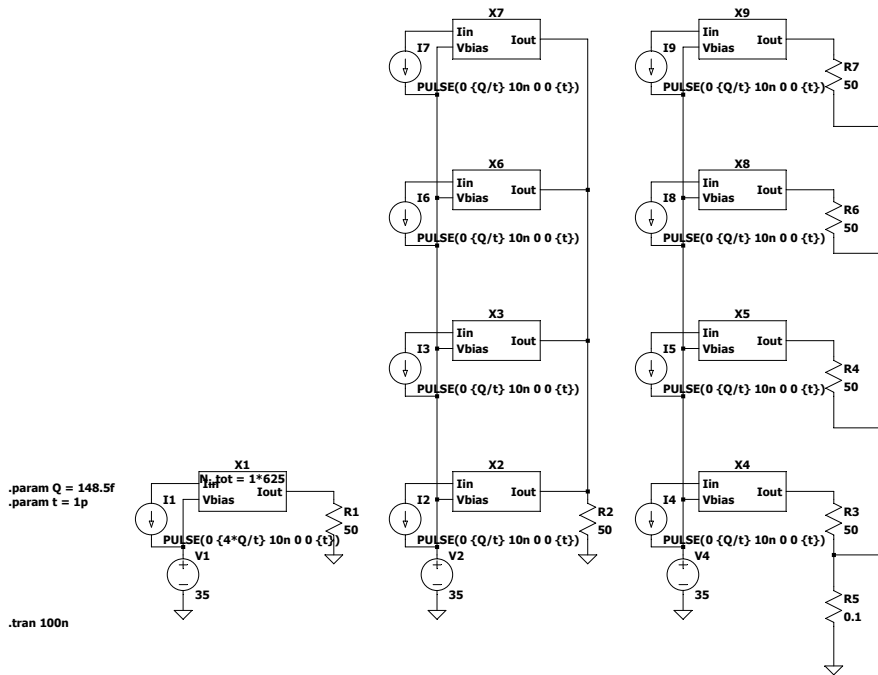 X7
Iin
Vbias
Iout
I7
PULSE(0 {Q/t} 10n 0 0 {t})
X9
Iin
Vbias
Iout
I9
PULSE(0 {Q/t} 10n 0 0 {t})
R7
50
X6
Iin
Vbias
Iout
I6
PULSE(0 {Q/t} 10n 0 0 {t})
X8
Iin
Vbias
Iout
I8
PULSE(0 {Q/t} 10n 0 0 {t})
R6
50
X3
Iin
Vbias
Iout
I3
PULSE(0 {Q/t} 10n 0 0 {t})
X5
Iin
Vbias
Iout
I5
PULSE(0 {Q/t} 10n 0 0 {t})
R4
50
.param Q = 148.5f
.param t = 1p
X1
N_tot = 1*625
Iin
Vbias
Iout
I1
PULSE(0 {4*Q/t} 10n 0 0 {t})
R1
50
V1
35
X2
Iin
Vbias
Iout
I2
PULSE(0 {Q/t} 10n 0 0 {t})
R2
50
V2
35
X4
Iin
Vbias
Iout
I4
PULSE(0 {Q/t} 10n 0 0 {t})
R3
50
V4
35
R5
0.1
.tran 100n